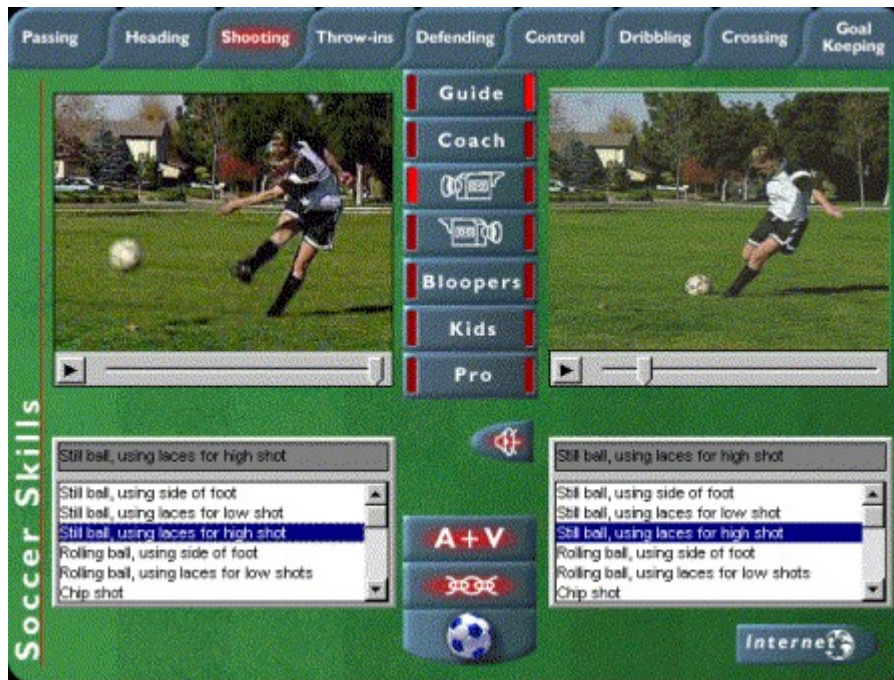 Passing
Heading
Shooting
Throw-ins
Defending
Control
Dribbling
Crossing
Goal
Keeping
Guide
Coach
Bloopers
Kids
Pro
Soccer Skills
Still ball, using laces for high shot
Still ball, using side of foot
Still ball, using laces for low shot
Still ball, using laces for high shot
Rolling ball, using side of foot
Rolling ball, using laces for low shots
Chip shot
A+V
Still ball, using laces for high shot
Still ball, using side of foot
Still ball, using laces for low shot
Still ball, using laces for high shot
Rolling ball, using side of foot
Rolling ball, using laces for low shots
Chip shot
Internet